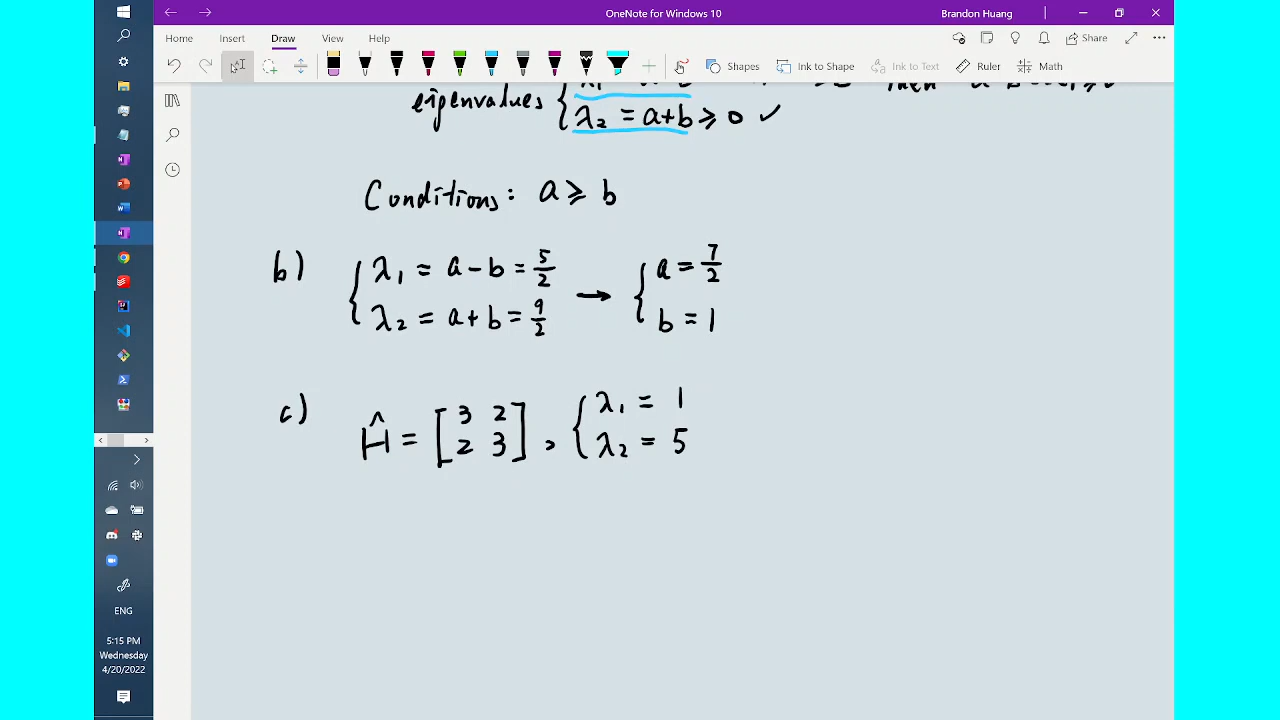 OneNote for Windows 10
Brandon Huang
Home Insert Draw View Help
Shapes Ink to Shape Ink to Text Ruler Math Share
eigenvalues { λ₂ = a+b ≥ 0 ✓
Conditions: a ≥ b
b) { λ₁ = a - b = 5/2 → { a = 7/2
λ₂ = a + b = 9/2 b = 1
c) Ĥ = [3 2 , { λ₁ = 1
2 3] λ₂ = 5
ENG
5:15 PM
Wednesday
4/20/2022